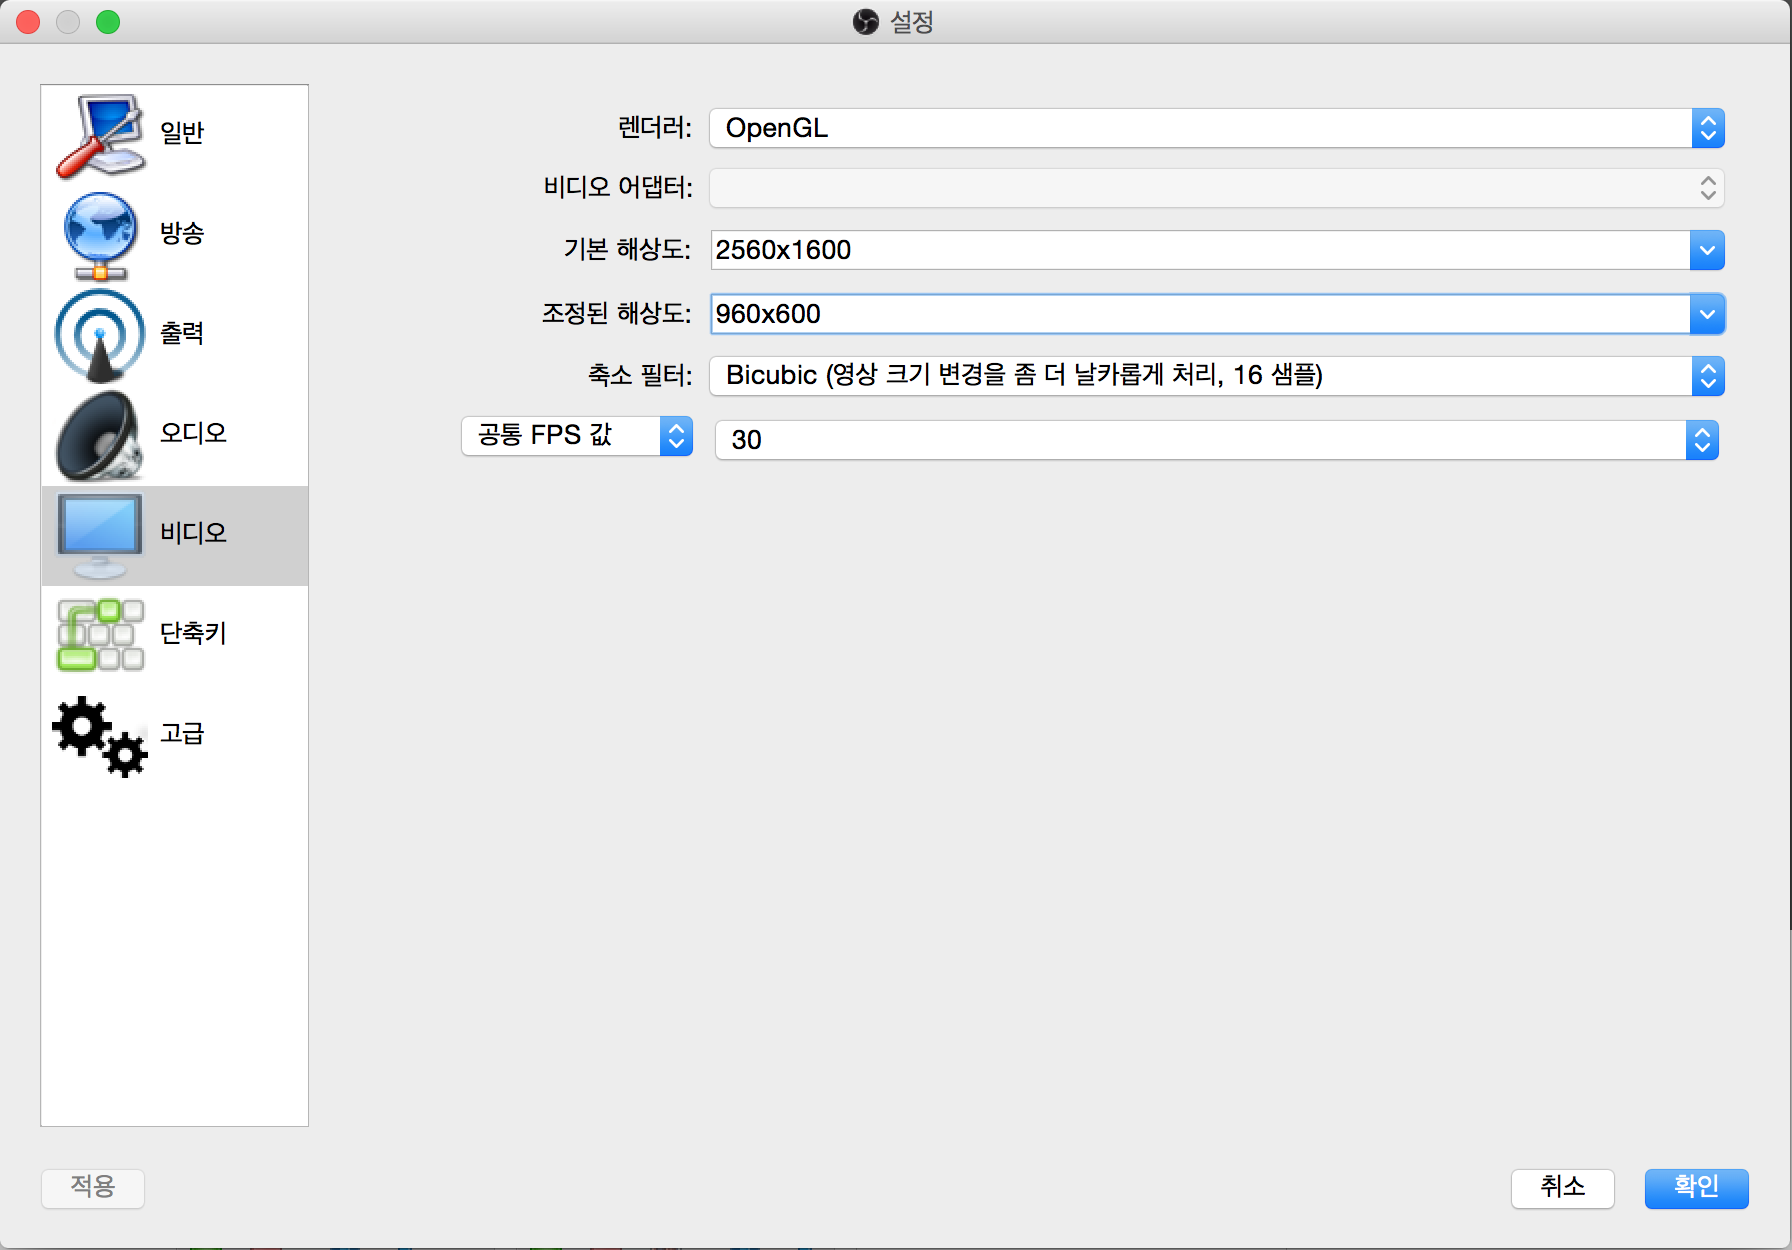 설정
일반
방송
출력
오디오
비디오
단축키
고급
렌더러: OpenGL
비디오 어댑터:
기본 해상도: 2560x1600
조정된 해상도: 960x600
축소 필터: Bicubic (영상 크기 변경을 좀 더 날카롭게 처리, 16 샘플)
공통 FPS 값 30
적용
취소
확인